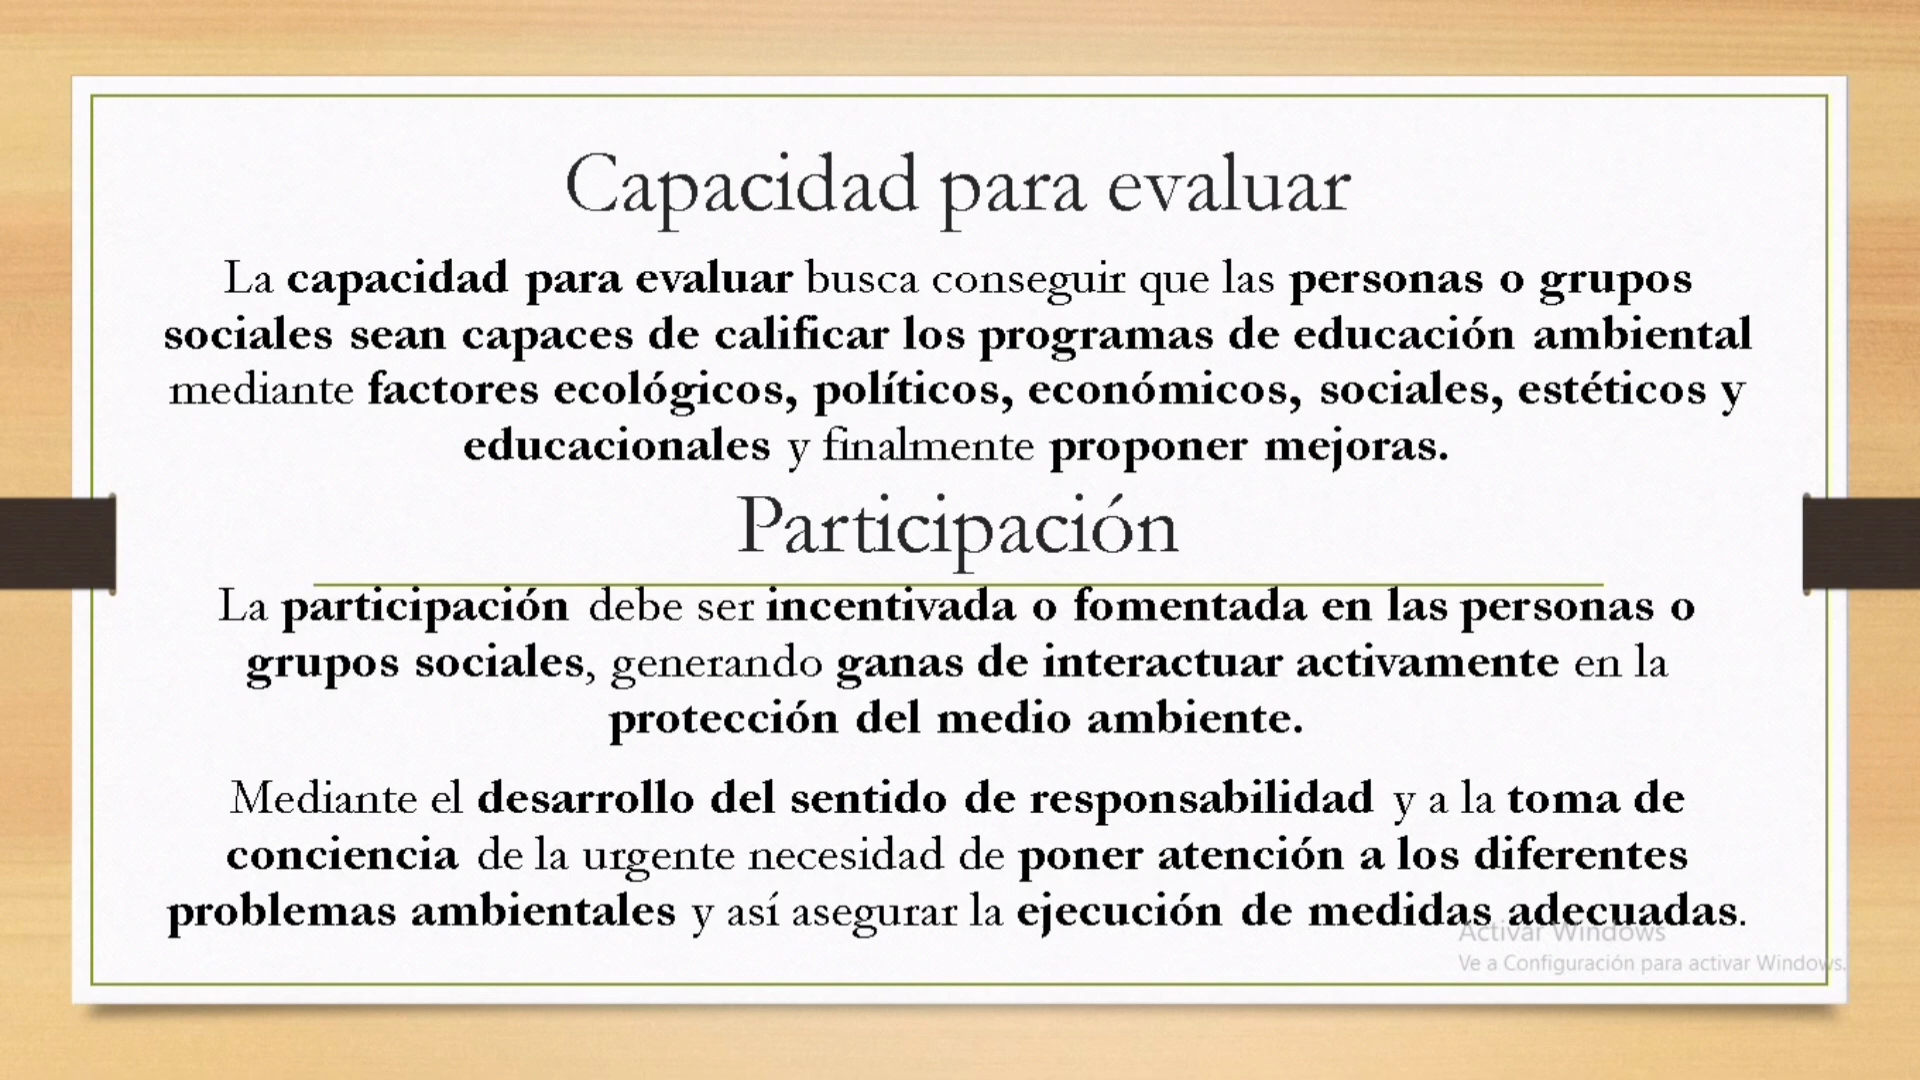 Capacidad para evaluar
La capacidad para evaluar busca conseguir que las personas o grupos
sociales sean capaces de calificar los programas de educación ambiental
mediante factores ecológicos, políticos, económicos, sociales, estéticos y
educacionales y finalmente proponer mejoras.
Participación
La participación debe ser incentivada o fomentada en las personas o
grupos sociales, generando ganas de interactuar activamente en la
protección del medio ambiente.
Mediante el desarrollo del sentido de responsabilidad y a la toma de
conciencia de la urgente necesidad de poner atención a los diferentes
problemas ambientales y así asegurar la ejecución de medidas adecuadas.
Activar Windows
Ve a Configuración para activar Windows.